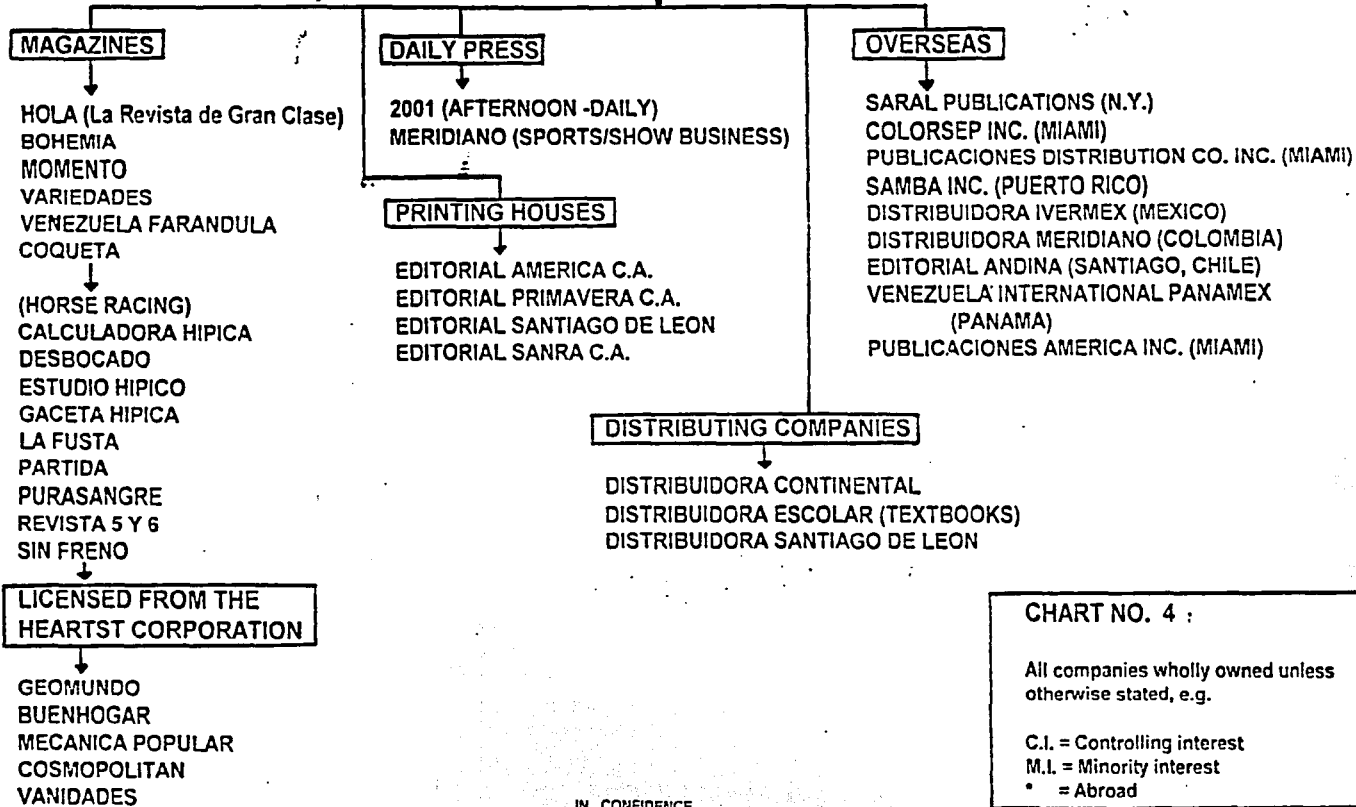 MAGAZINES
HOLA (La Revista de Gran Clase)
BOHEMIA
MOMENTO
VARIEDADES
VENEZUELA FARANDULA
COQUETA
(HORSE RACING)
CALCULADORA HIPICA
DESBOCADO
ESTUDIO HIPICO
GACETA HIPICA
LA FUSTA
PARTIDA
PURASANGRE
REVISTA 5 Y 6
SIN FRENO
LICENSED FROM THE
HEARTST CORPORATION
GEOMUNDO
BUENHOGAR
MECANICA POPULAR
COSMOPOLITAN
VANIDADES
DAILY PRESS
2001 (AFTERNOON -DAILY)
MERIDIANO (SPORTS/SHOW BUSINESS)
PRINTING HOUSES
EDITORIAL AMERICA C.A.
EDITORIAL PRIMAVERA C.A.
EDITORIAL SANTIAGO DE LEON
EDITORIAL SANRA C.A.
DISTRIBUTING COMPANIES
DISTRIBUIDORA CONTINENTAL
DISTRIBUIDORA ESCOLAR (TEXTBOOKS)
DISTRIBUIDORA SANTIAGO DE LEON
OVERSEAS
SARAL PUBLICATIONS (N.Y.)
COLORSEP INC. (MIAMI)
PUBLICACIONES DISTRIBUTION CO. INC. (MIAMI)
SAMBA INC. (PUERTO RICO)
DISTRIBUIDORA IVERMEX (MEXICO)
DISTRIBUIDORA MERIDIANO (COLOMBIA)
EDITORIAL ANDINA (SANTIAGO, CHILE)
VENEZUELA INTERNATIONAL PANAMEX
(PANAMA)
PUBLICACIONES AMERICA INC. (MIAMI)
CHART NO. 4 :
All companies wholly owned unless
otherwise stated, e.g.
C.I. = Controlling interest
M.I. = Minority interest
* = Abroad
IN CONFIDENCE